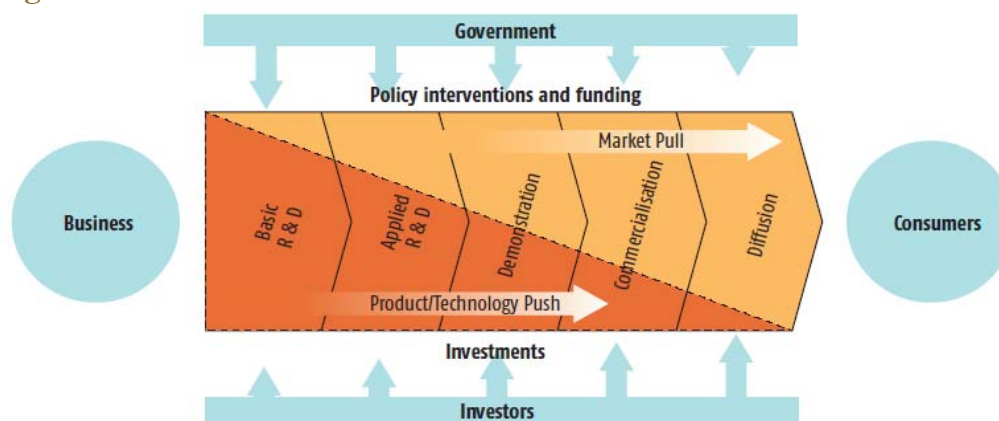 Government
Policy interventions and funding
Market Pull
Business
Basic
R & D
Applied
R & D
Demonstration
Commercialisation
Diffusion
Consumers
Product/Technology Push
Investments
Investors